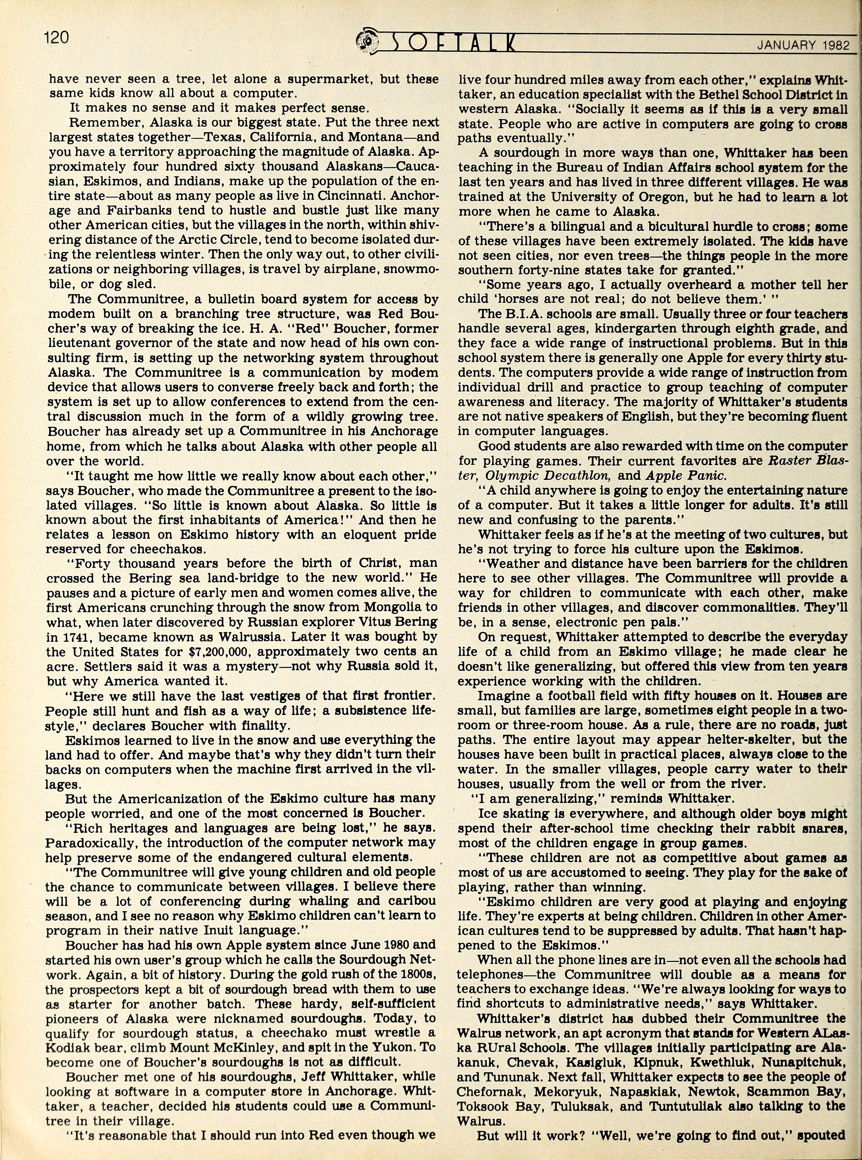 120
SOFTALK
JANUARY 1982
have never seen a tree, let alone a supermarket, but these
same kids know all about a computer.
It makes no sense and it makes perfect sense.
Remember, Alaska is our biggest state. Put the three next
largest states together—Texas, California, and Montana—and
you have a territory approaching the magnitude of Alaska. Ap-
proximately four hundred sixty thousand Alaskans—Cauca-
sian, Eskimos, and Indians, make up the population of the en-
tire state—about as many people as live in Cincinnati. Anchor-
age and Fairbanks tend to hustle and bustle just like many
other American cities, but the villages in the north, within shiv-
ering distance of the Arctic Circle, tend to become isolated dur-
ing the relentless winter. Then the only way out, to other civili-
zations or neighboring villages, is travel by airplane, snowmo-
bile, or dog sled.
The Communitree, a bulletin board system for access by
modem built on a branching tree structure, was Red Bou-
cher's way of breaking the ice. H. A. "Red" Boucher, former
lieutenant governor of the state and now head of his own con-
sulting firm, is setting up the networking system throughout
Alaska. The Communitree is a communication by modem
device that allows users to converse freely back and forth; the
system is set up to allow conferences to extend from the cen-
tral discussion much in the form of a wildly growing tree.
Boucher has already set up a Communitree in his Anchorage
home, from which he talks about Alaska with other people all
over the world.
"It taught me how little we really know about each other,"
says Boucher, who made the Communitree a present to the iso-
lated villages. "So little is known about Alaska. So little is
known about the first inhabitants of America!" And then he
relates a lesson on Eskimo history with an eloquent pride
reserved for cheechakos.
"Forty thousand years before the birth of Christ, man
crossed the Bering sea land-bridge to the new world." He
pauses and a picture of early men and women comes alive, the
first Americans crunching through the snow from Mongolia to
what, when later discovered by Russian explorer Vitus Bering
in 1741, became known as Walrussia. Later it was bought by
the United States for $7,200,000, approximately two cents an
acre. Settlers said it was a mystery—not why Russia sold it,
but why America wanted it.
"Here we still have the last vestiges of that first frontier.
People still hunt and fish as a way of life; a subsistence life-
style," declares Boucher with finality.
Eskimos learned to live in the snow and use everything the
land had to offer. And maybe that's why they didn't turn their
backs on computers when the machine first arrived in the vil-
lages.
But the Americanization of the Eskimo culture has many
people worried, and one of the most concerned is Boucher.
"Rich heritages and languages are being lost," he says.
Paradoxically, the introduction of the computer network may
help preserve some of the endangered cultural elements.
"The Communitree will give young children and old people
the chance to communicate between villages. I believe there
will be a lot of conferencing during whaling and caribou
season, and I see no reason why Eskimo children can't learn to
program in their native Inuit language."
Boucher has had his own Apple system since June 1980 and
started his own user's group which he calls the Sourdough Net-
work. Again, a bit of history. During the gold rush of the 1800s,
the prospectors kept a bit of sourdough bread with them to use
as starter for another batch. These hardy, self-sufficient
pioneers of Alaska were nicknamed sourdoughs. Today, to
qualify for sourdough status, a cheechako must wrestle a
Kodiak bear, climb Mount McKinley, and spit in the Yukon. To
become one of Boucher's sourdoughs is not as difficult.
Boucher met one of his sourdoughs, Jeff Whittaker, while
looking at software in a computer store in Anchorage. Whit-
taker, a teacher, decided his students could use a Communi-
tree in their village.
"It's reasonable that I should run into Red even though we
live four hundred miles away from each other," explains Whit-
taker, an education specialist with the Bethel School District in
western Alaska. "Socially it seems as if this is a very small
state. People who are active in computers are going to cross
paths eventually."
A sourdough in more ways than one, Whittaker has been
teaching in the Bureau of Indian Affairs school system for the
last ten years and has lived in three different villages. He was
trained at the University of Oregon, but he had to learn a lot
more when he came to Alaska.
"There's a bilingual and a bicultural hurdle to cross; some
of these villages have been extremely isolated. The kids have
not seen cities, nor even trees—the things people in the more
southern forty-nine states take for granted."
"Some years ago, I actually overheard a mother tell her
child 'horses are not real; do not believe them.' "
The B.I.A. schools are small. Usually three or four teachers
handle several ages, kindergarten through eighth grade, and
they face a wide range of instructional problems. But in this
school system there is generally one Apple for every thirty stu-
dents. The computers provide a wide range of instruction from
individual drill and practice to group teaching of computer
awareness and literacy. The majority of Whittaker's students
are not native speakers of English, but they're becoming fluent
in computer languages.
Good students are also rewarded with time on the computer
for playing games. Their current favorites are Raster Blas-
ter, Olympic Decathlon, and Apple Panic.
"A child anywhere is going to enjoy the entertaining nature
of a computer. But it takes a little longer for adults. It's still
new and confusing to the parents."
Whittaker feels as if he's at the meeting of two cultures, but
he's not trying to force his culture upon the Eskimos.
"Weather and distance have been barriers for the children
here to see other villages. The Communitree will provide a
way for children to communicate with each other, make
friends in other villages, and discover commonalities. They'll
be, in a sense, electronic pen pals."
On request, Whittaker attempted to describe the everyday
life of a child from an Eskimo village; he made clear he
doesn't like generalizing, but offered this view from ten years
experience working with the children.
Imagine a football field with fifty houses on it. Houses are
small, but families are large, sometimes eight people in a two-
room or three-room house. As a rule, there are no roads, just
paths. The entire layout may appear helter-skelter, but the
houses have been built in practical places, always close to the
water. In the smaller villages, people carry water to their
houses, usually from the well or from the river.
"I am generalizing," reminds Whittaker.
Ice skating is everywhere, and although older boys might
spend their after-school time checking their rabbit snares,
most of the children engage in group games.
"These children are not as competitive about games as
most of us are accustomed to seeing. They play for the sake of
playing, rather than winning.
"Eskimo children are very good at playing and enjoying
life. They're experts at being children. Children in other Amer-
ican cultures tend to be suppressed by adults. That hasn't hap-
pened to the Eskimos."
When all the phone lines are in—not even all the schools had
telephones—the Communitree will double as a means for
teachers to exchange ideas. "We're always looking for ways to
find shortcuts to administrative needs," says Whittaker.
Whittaker's district has dubbed their Communitree the
Walrus network, an apt acronym that stands for Western ALas-
ka RUral Schools. The villages initially participating are Ala-
kanuk, Chevak, Kasigluk, Kipnuk, Kwethluk, Nunapitchuk,
and Tununak. Next fall, Whittaker expects to see the people of
Chefornak, Mekoryuk, Napaskiak, Newtok, Scammon Bay,
Toksook Bay, Tuluksak, and Tuntutuliak also talking to the
Walrus.
But will it work? "Well, we're going to find out," spouted